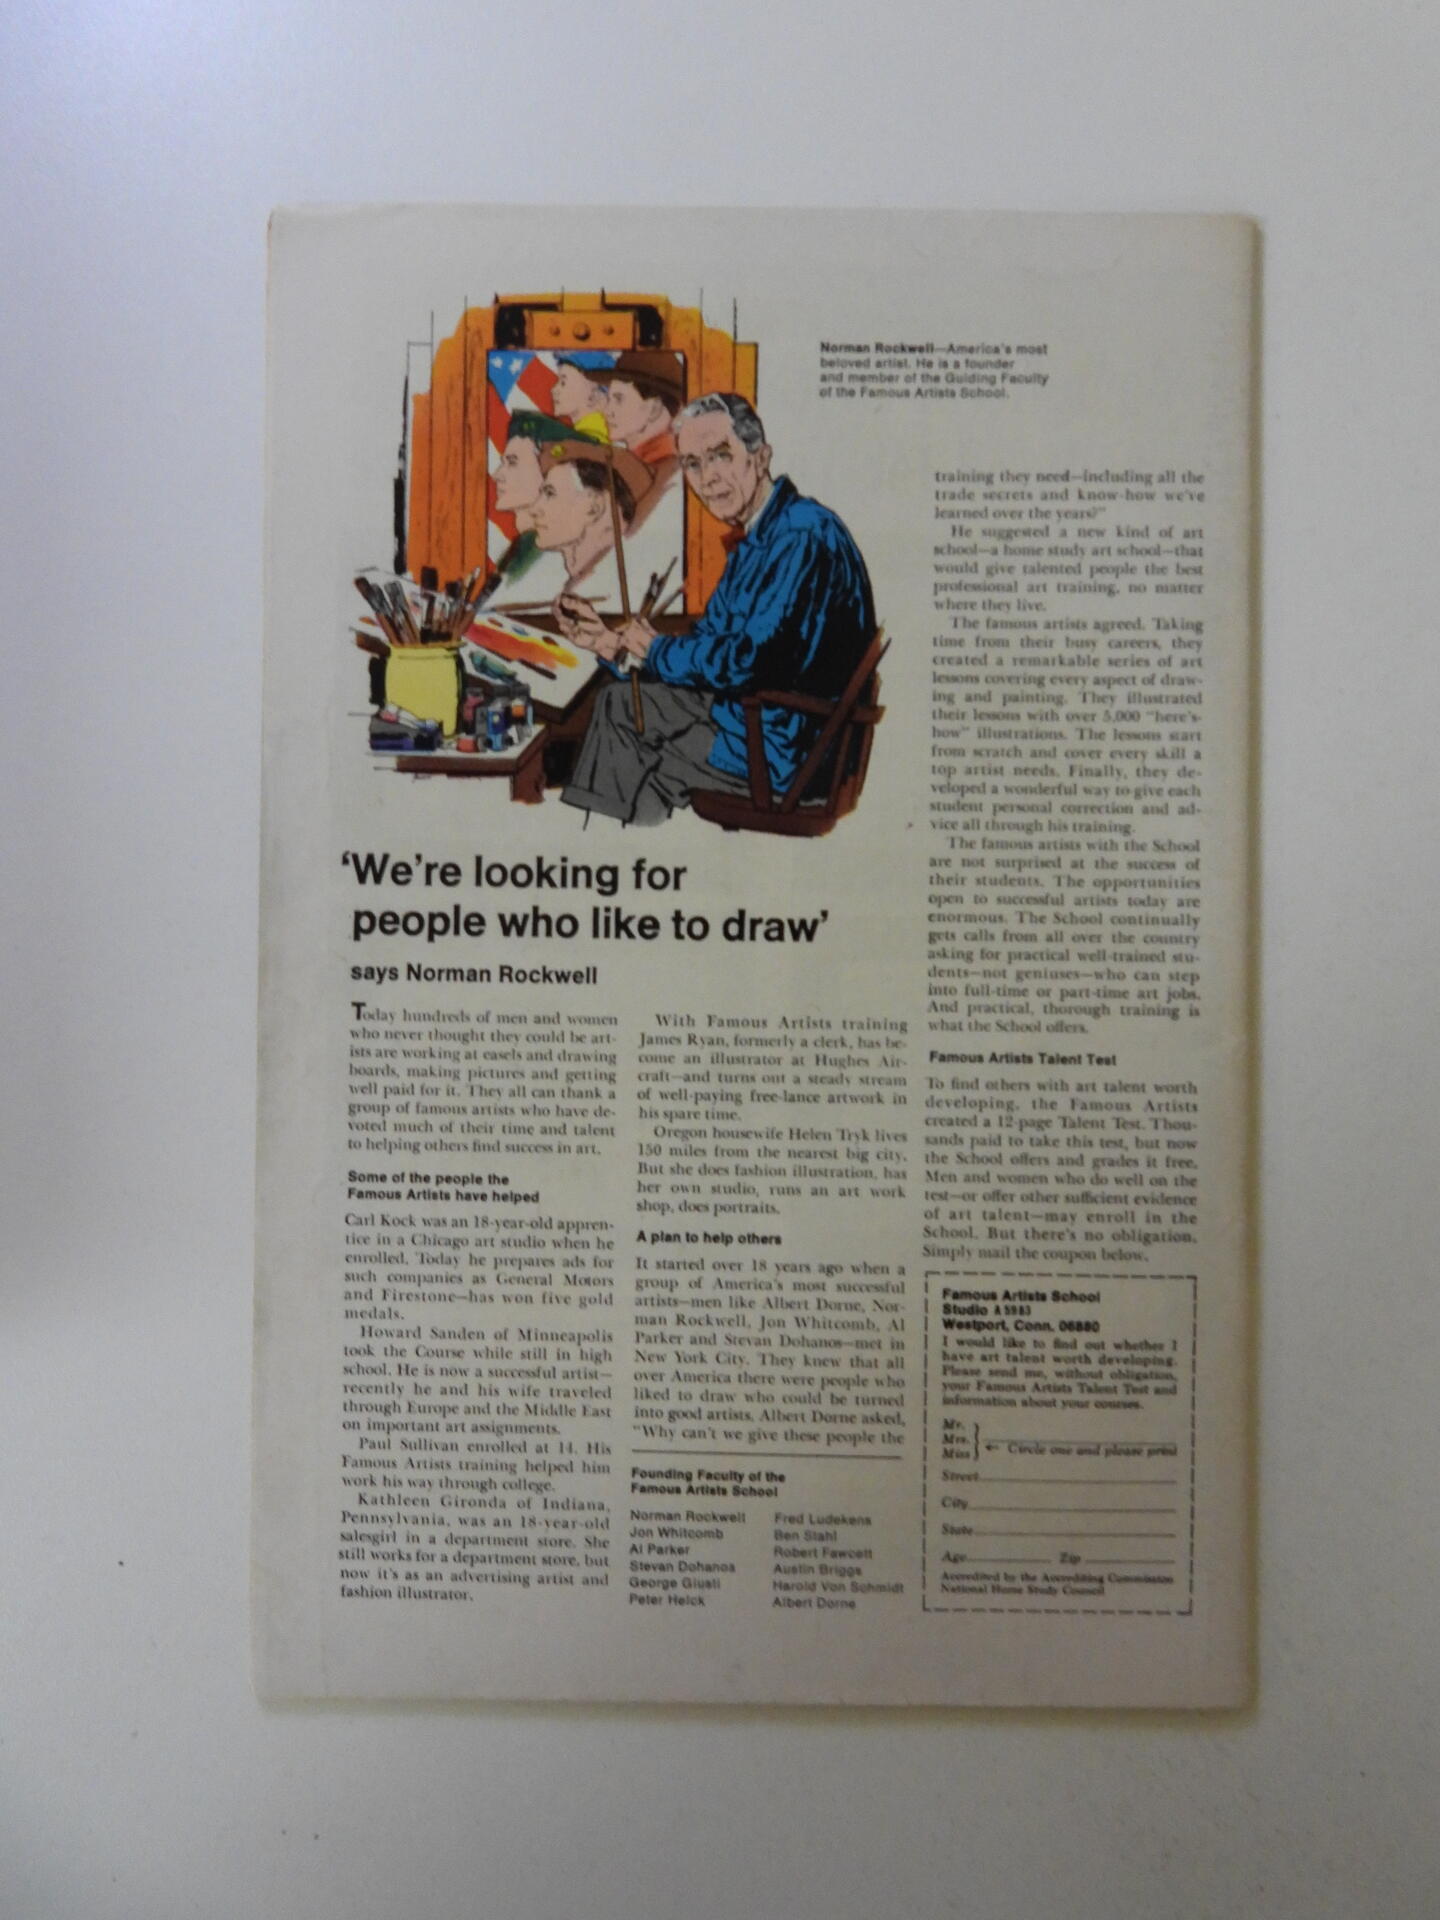 Norman Rockwell—America's most
beloved artist. He is a founder
and member of the Guiding Faculty
of the Famous Artists School.
'We're looking for
people who like to draw'
says Norman Rockwell
Today hundreds of men and women
who never thought they could be art-
ists are working at easels and drawing
boards, making pictures and getting
well paid for it. They all can thank a
group of famous artists who have de-
voted much of their time and talent
to helping others find success in art.
Some of the people the
Famous Artists have helped
Carl Kock was an 18-year-old appren-
tice in a Chicago art studio when he
enrolled. Today he prepares ads for
such companies as General Motors
and Firestone—has won five gold
medals.
Howard Sanden of Minneapolis
took the Course while still in high
school. He is now a successful artist—
recently he and his wife traveled
through Europe and the Middle East
on important art assignments.
Paul Sullivan enrolled at 14. His
Famous Artists training helped him
work his way through college.
Kathleen Gironda of Indiana,
Pennsylvania, was an 18-year-old
salesgirl in a department store. She
still works for a department store, but
now it's as an advertising artist and
fashion illustrator.
With Famous Artists training
James Ryan, formerly a clerk, has be-
come an illustrator at Hughes Air-
craft—and turns out a steady stream
of well-paying free-lance artwork in
his spare time.
Oregon housewife Helen Tryk lives
150 miles from the nearest big city.
But she does fashion illustration, has
her own studio, runs an art work
shop, does portraits.
A plan to help others
It started over 18 years ago when a
group of America's most successful
artists—men like Albert Dorne, Nor-
man Rockwell, Jon Whitcomb, Al
Parker and Stevan Dohanos—met in
New York City. They knew that all
over America there were people who
liked to draw who could be turned
into good artists. Albert Dorne asked,
"Why can't we give these people the
training they need—including all the
trade secrets and know-how we've
learned over the years?"
He suggested a new kind of art
school—a home study art school—that
would give talented people the best
professional art training, no matter
where they live.
The famous artists agreed. Taking
time from their busy careers, they
created a remarkable series of art
lessons covering every aspect of draw-
ing and painting. They illustrated
their lessons with over 5,000 "here's-
how" illustrations. The lessons start
from scratch and cover every skill a
top artist needs. Finally, they de-
veloped a wonderful way to give each
student personal correction and ad-
vice all through his training.
The famous artists with the School
are not surprised at the success of
their students. The opportunities
open to successful artists today are
enormous. The School continually
gets calls from all over the country
asking for practical well-trained stu-
dents—not geniuses—who can step
into full-time or part-time art jobs.
And practical, thorough training is
what the School offers.
Famous Artists Talent Test
To find others with art talent worth
developing, the Famous Artists
created a 12-page Talent Test. Thou-
sands paid to take this test, but now
the School offers and grades it free.
Men and women who do well on the
test—or offer other sufficient evidence
of art talent—may enroll in the
School. But there's no obligation.
Simply mail the coupon below.
Founding Faculty of the
Famous Artists School
Norman Rockwell
Jon Whitcomb
Al Parker
Stevan Dohanos
George Giusti
Peter Helck
Fred Ludekens
Ben Stahl
Robert Fawcett
Austin Briggs
Harold Von Schmidt
Albert Dorne
Famous Artists School
Studio A 5983
Westport, Conn. 06880
I would like to find out whether I
have art talent worth developing.
Please send me, without obligation,
your Famous Artists Talent Test and
information about your courses.
Mr.
Mrs.
Miss
← Circle one and please print
Street
City
State
Age Zip
Accredited by the Accrediting Commission
National Home Study Council